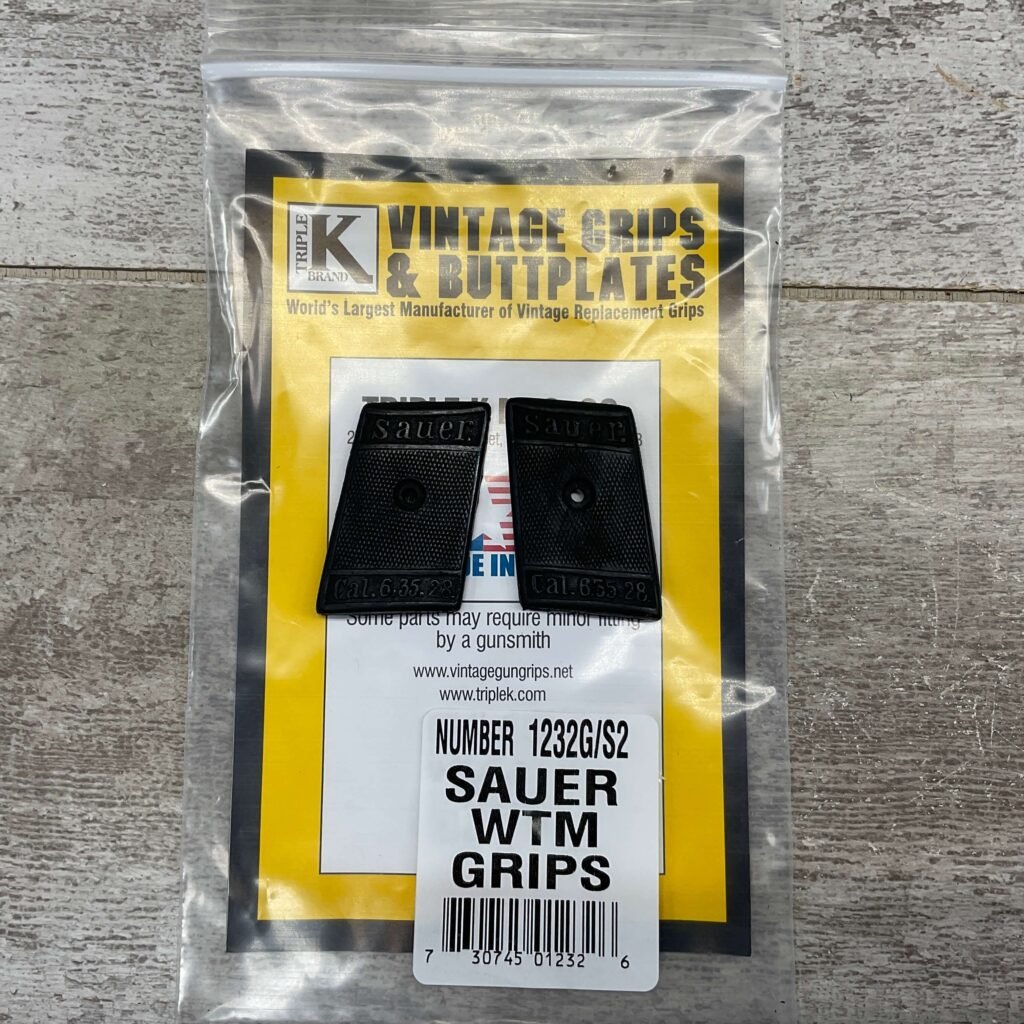 TRIPLE
K
BRAND
VINTAGE GRIPS
& BUTTPLATES
World's Largest Manufacturer of Vintage Replacement Grips
TRIPLE K
sauer.
sauer.
Cal.6·35.28
Cal.6·35·28
Some parts may require minor fitting
by a gunsmith
www.vintagegungrips.net
www.triplek.com
NUMBER 1232G/S2
SAUER
WTM
GRIPS
7 30745 01232 6